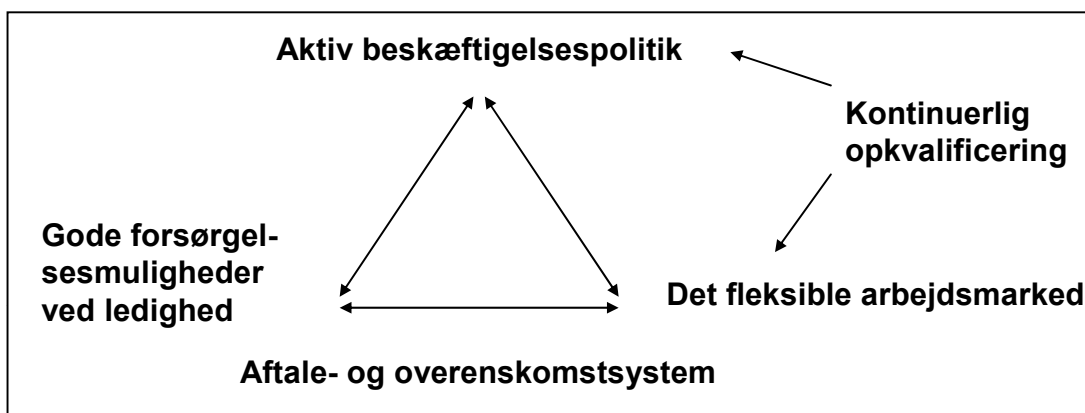 Aktiv beskæftigelsespolitik
Kontinuerlig
opkvalificering
Gode forsørgel-
sesmuligheder
ved ledighed
Det fleksible arbejdsmarked
Aftale- og overenskomstsystem